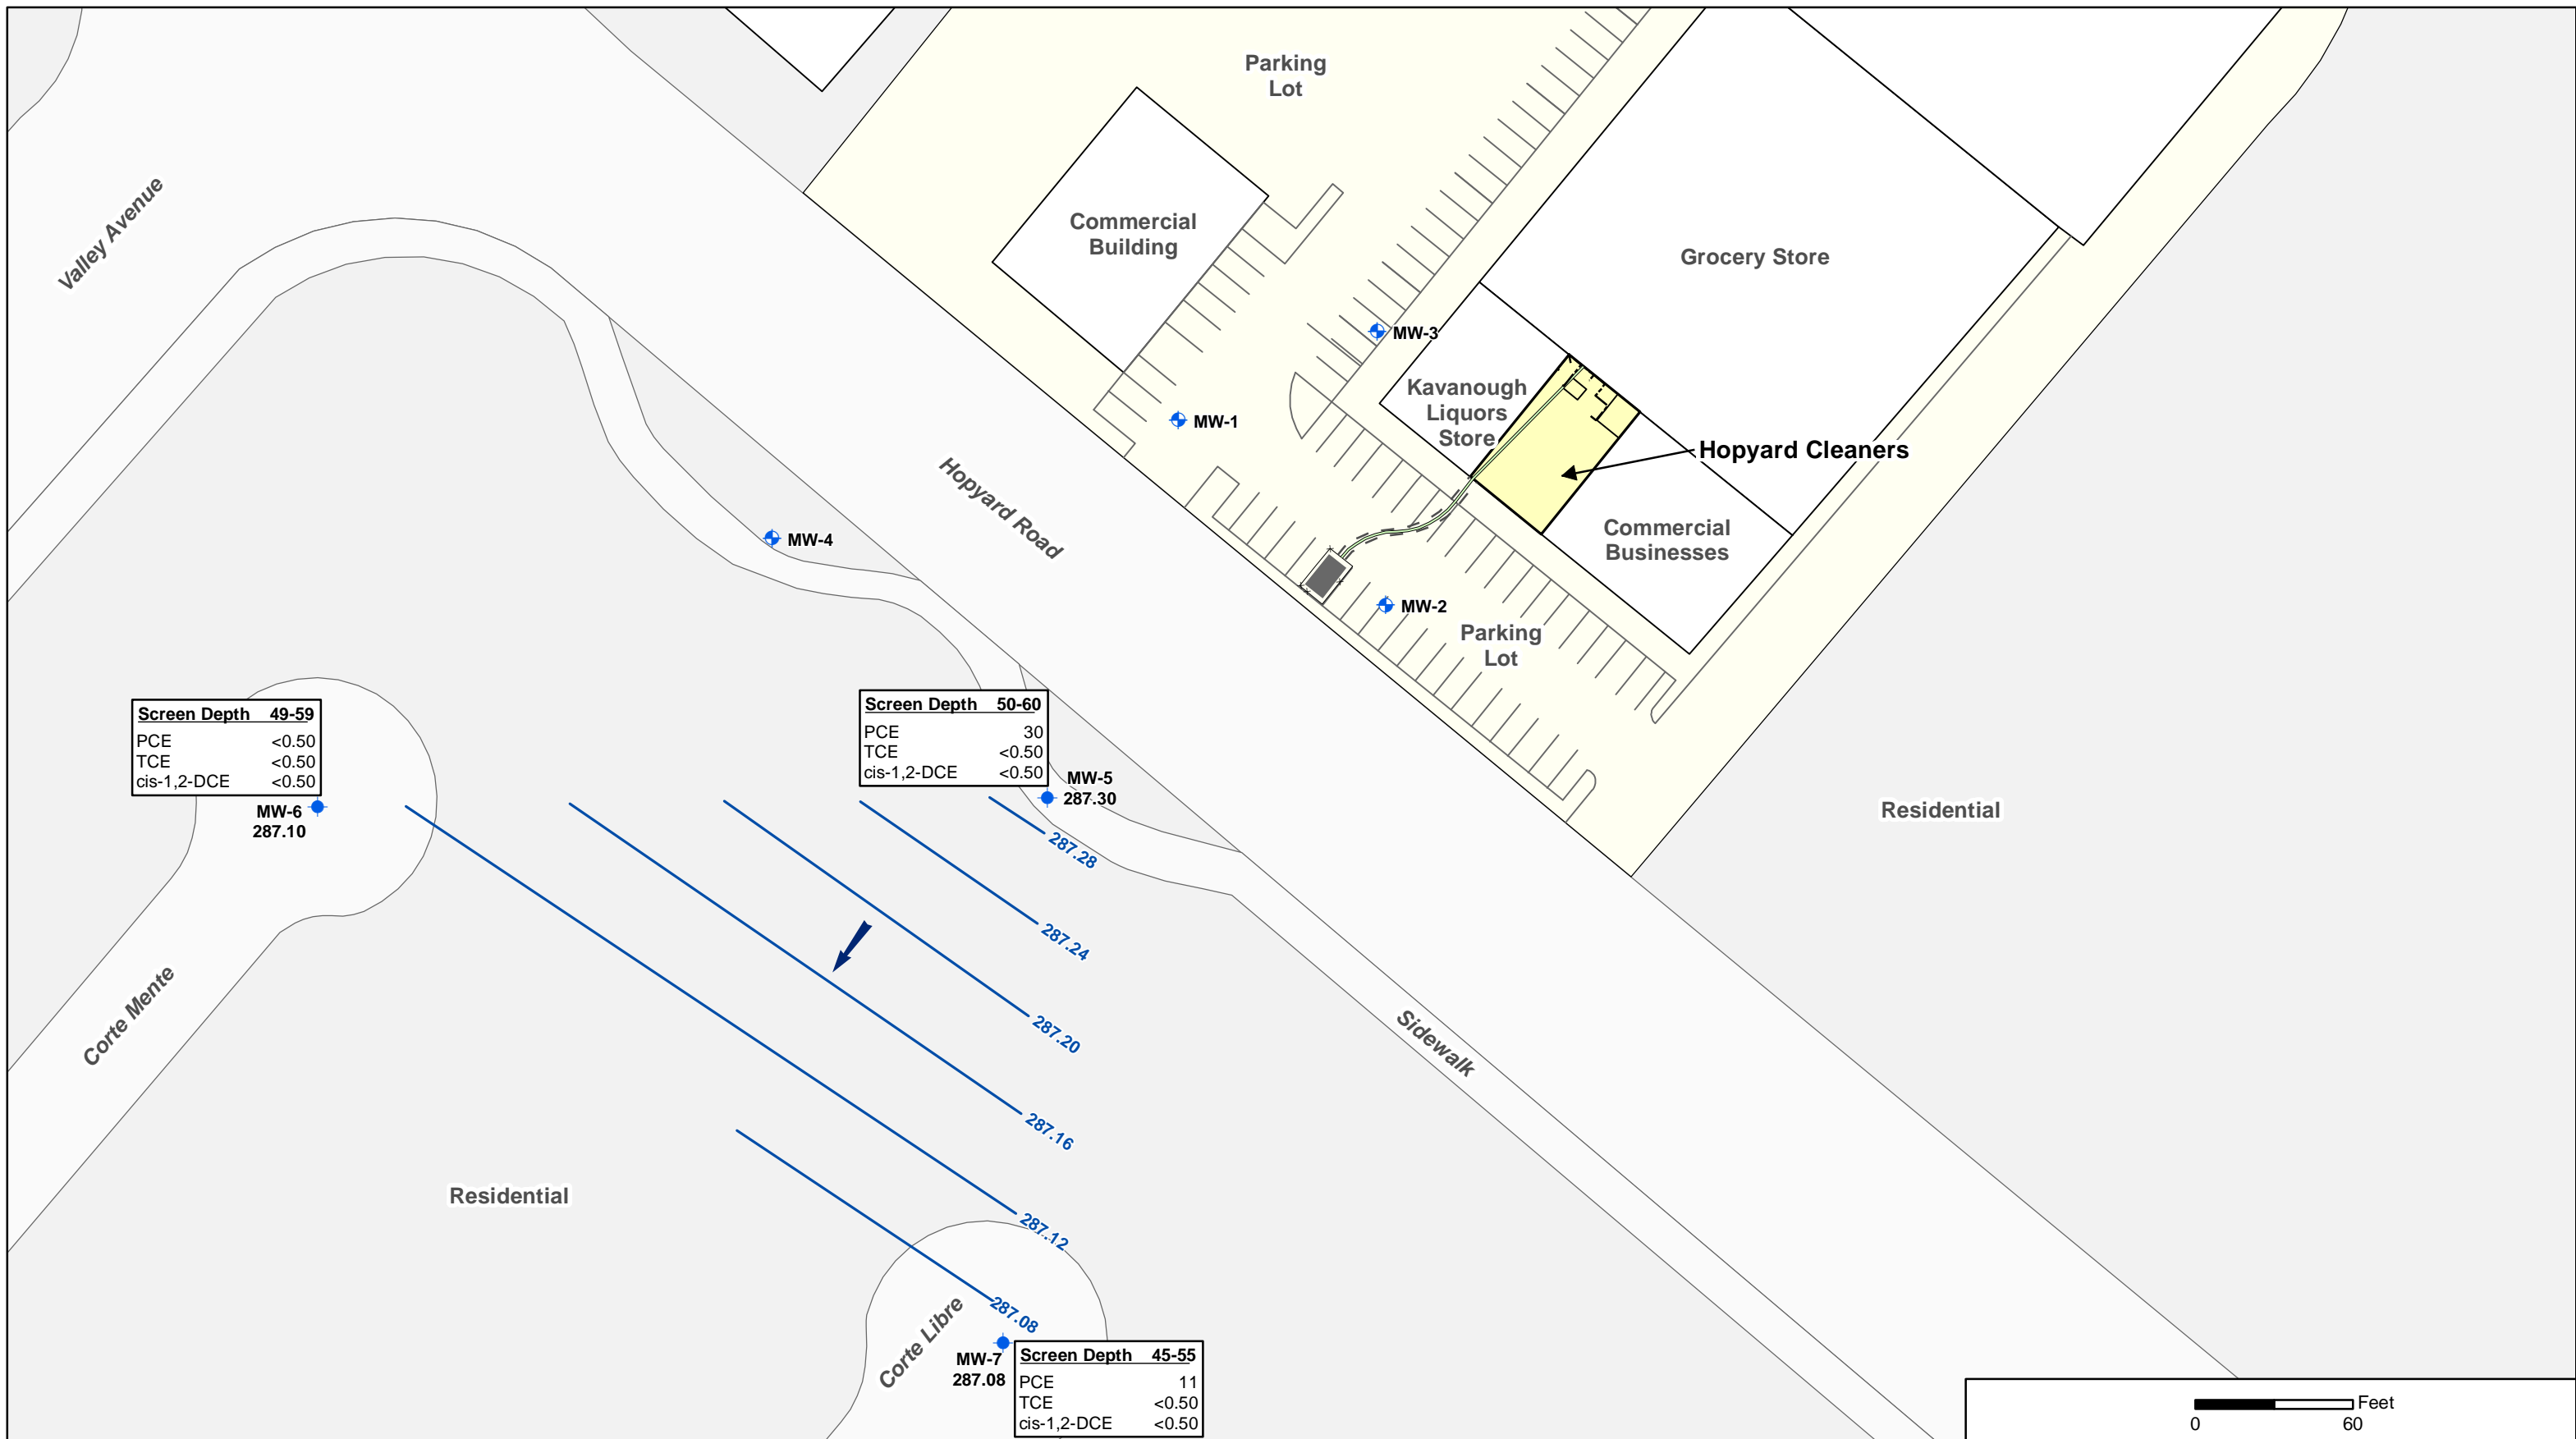 Parking
Lot
Valley Avenue
Commercial
Building
Grocery Store
MW-3
Kavanough
Liquors
Store
MW-1
Hopyard Cleaners
Hopyard Road
Commercial
Businesses
MW-4
MW-2
Parking
Lot
Screen Depth 49-59
PCE <0.50
TCE <0.50
cis-1,2-DCE <0.50
MW-6
287.10
Screen Depth 50-60
PCE 30
TCE <0.50
cis-1,2-DCE <0.50
MW-5
287.30
Residential
287.28
287.24
287.20
287.16
287.12
287.08
Corte Mente
Sidewalk
Residential
Corte Libre
MW-7
287.08
Screen Depth 45-55
PCE 11
TCE <0.50
cis-1,2-DCE <0.50
Feet
0 60